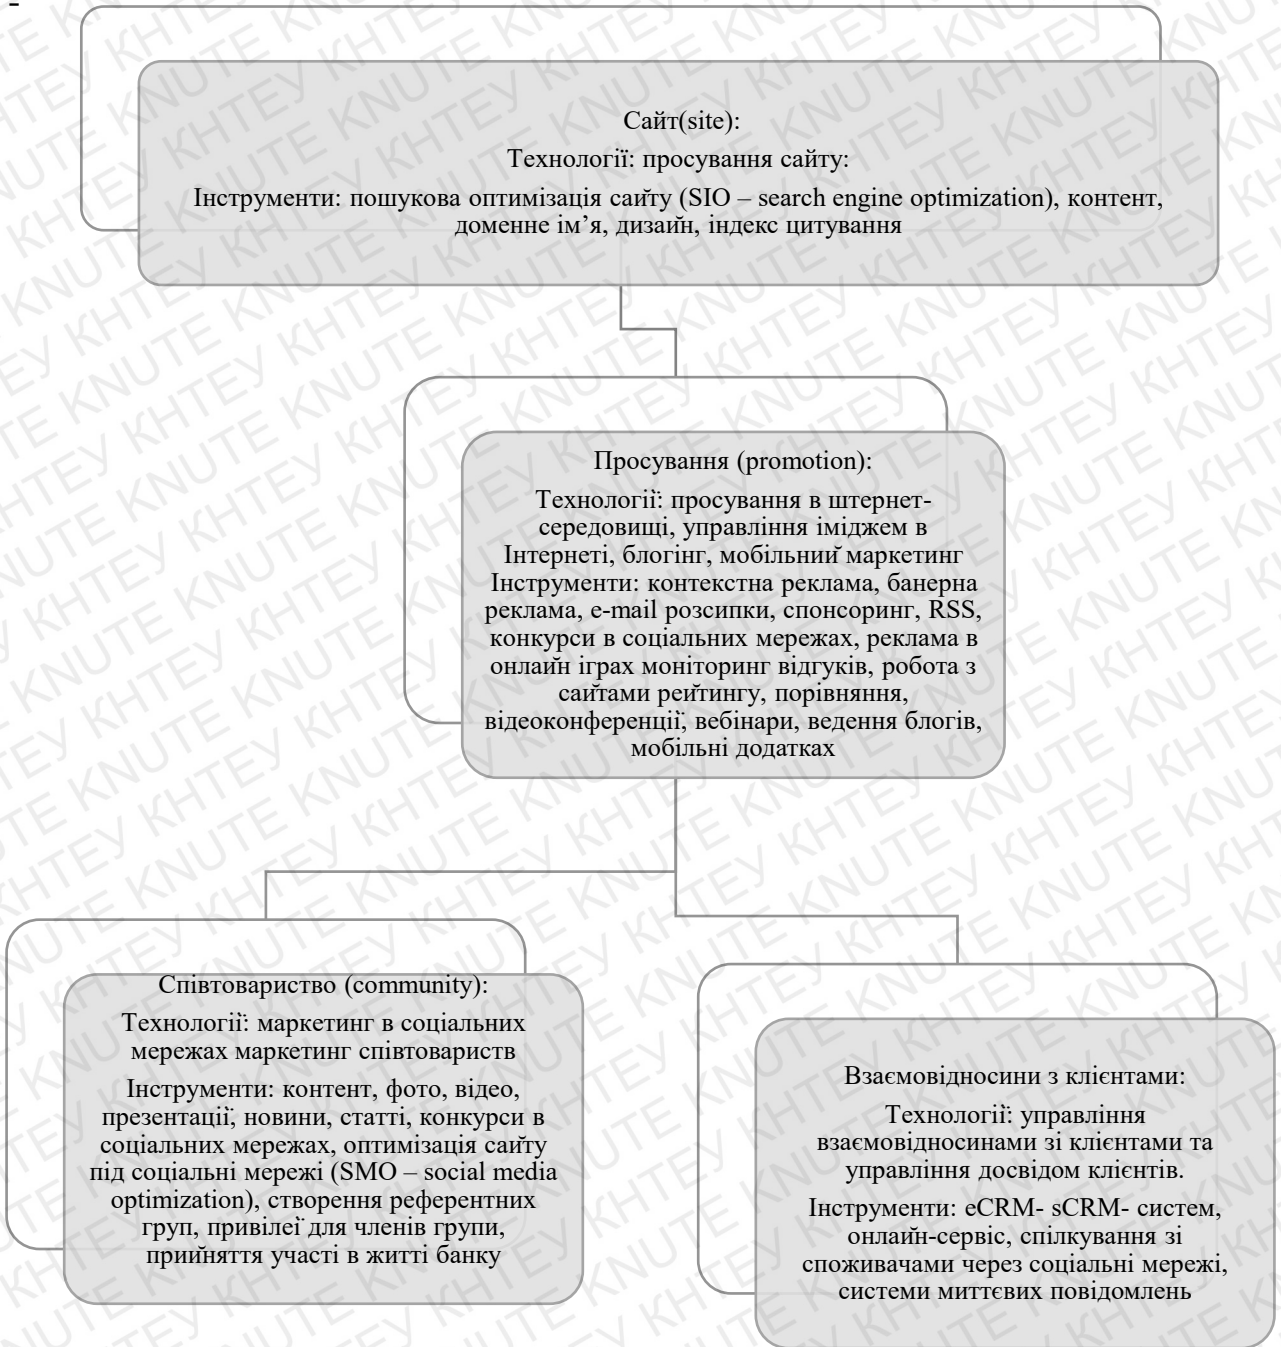 -
Сайт(site):
Технології: просування сайту:
Інструменти: пошукова оптимізація сайту (SIO – search engine optimization), контент,
доменне ім’я, дизайн, індекс цитування
Просування (promotion):
Технології: просування в штернет-
середовищі, управління іміджем в
Інтернеті, блогінг, мобільний маркетинг
Інструменти: контекстна реклама, банерна
реклама, e-mail розсипки, спонсоринг, RSS,
конкурси в соціальних мережах, реклама в
онлайн іграх моніторинг відгуків, робота з
сайтами рейтингу, порівняння,
відеоконференції, вебінари, ведення блогів,
мобільні додатках
Співтовариство (community):
Технології: маркетинг в соціальних
мережах маркетинг співтовариств
Інструменти: контент, фото, відео,
презентації, новини, статті, конкурси в
соціальних мережах, оптимізація сайту
під соціальні мережі (SMO – social media
optimization), створення референтних
груп, привілеї для членів групи,
прийняття участі в житті банку
Взаємовідносини з клієнтами:
Технології: управління
взаємовідносинами зі клієнтами та
управління досвідом клієнтів.
Інструменти: eCRM- sCRM- систем,
онлайн-сервіс, спілкування зі
споживачами через соціальні мережі,
системи миттєвих повідомлень